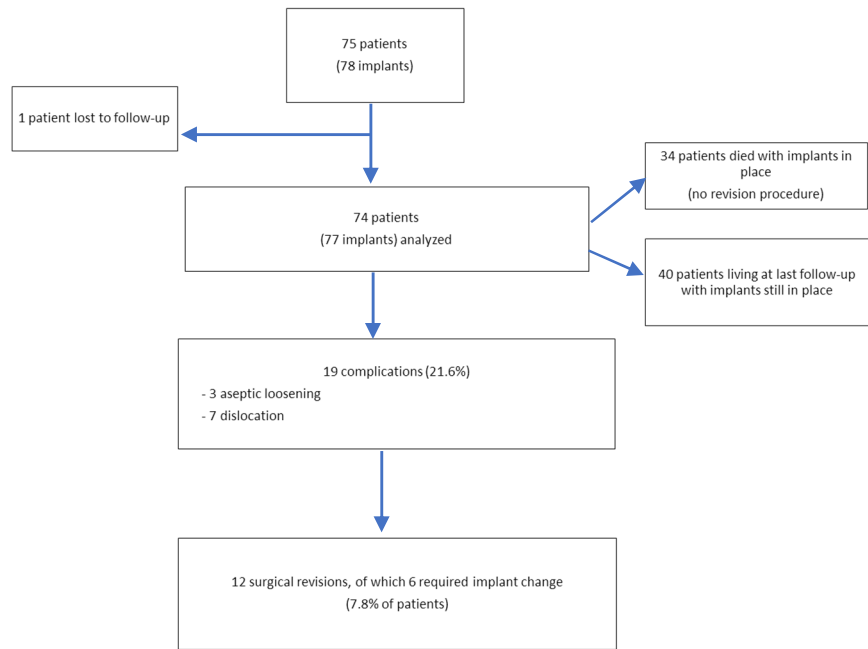 75 patients
(78 implants)
1 patient lost to follow-up
34 patients died with implants in
place
(no revision procedure)
74 patients
(77 implants) analyzed
40 patients living at last follow-up
with implants still in place
19 complications (21.6%)
- 3 aseptic loosening
- 7 dislocation
12 surgical revisions, of which 6 required implant change
(7.8% of patients)